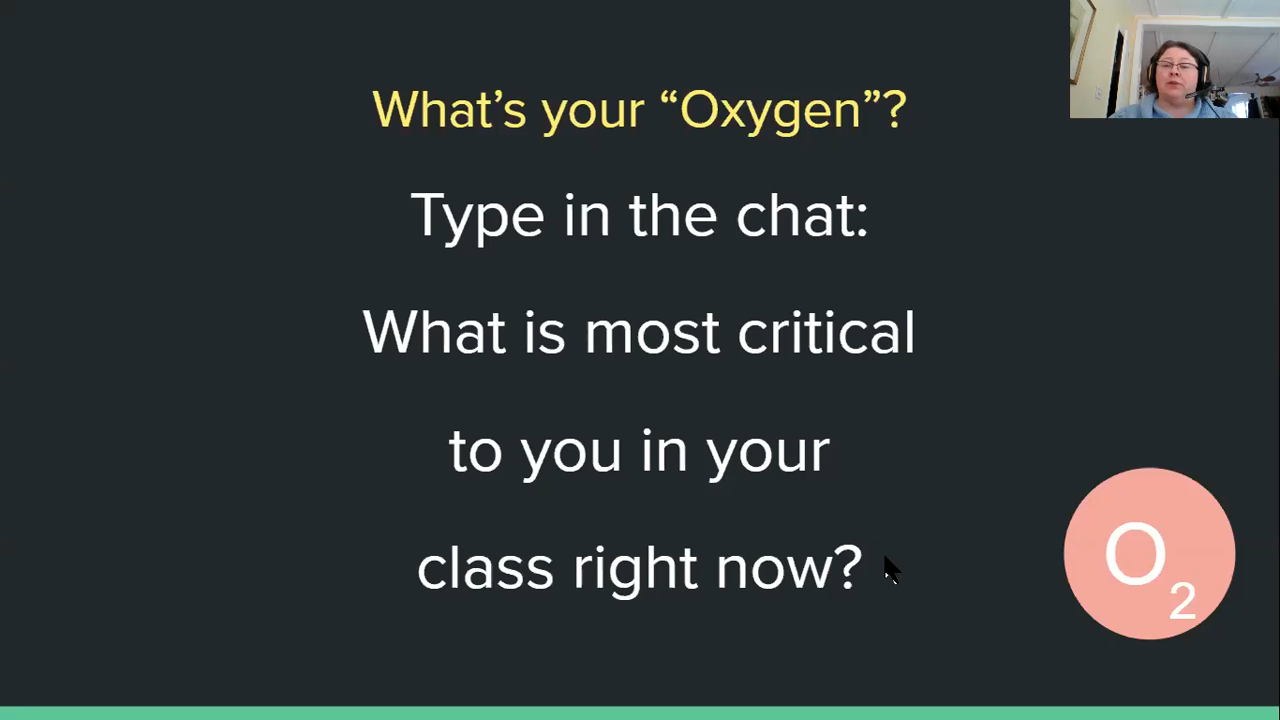 What’s your “Oxygen”?
Type in the chat:
What is most critical
to you in your
class right now?
O2